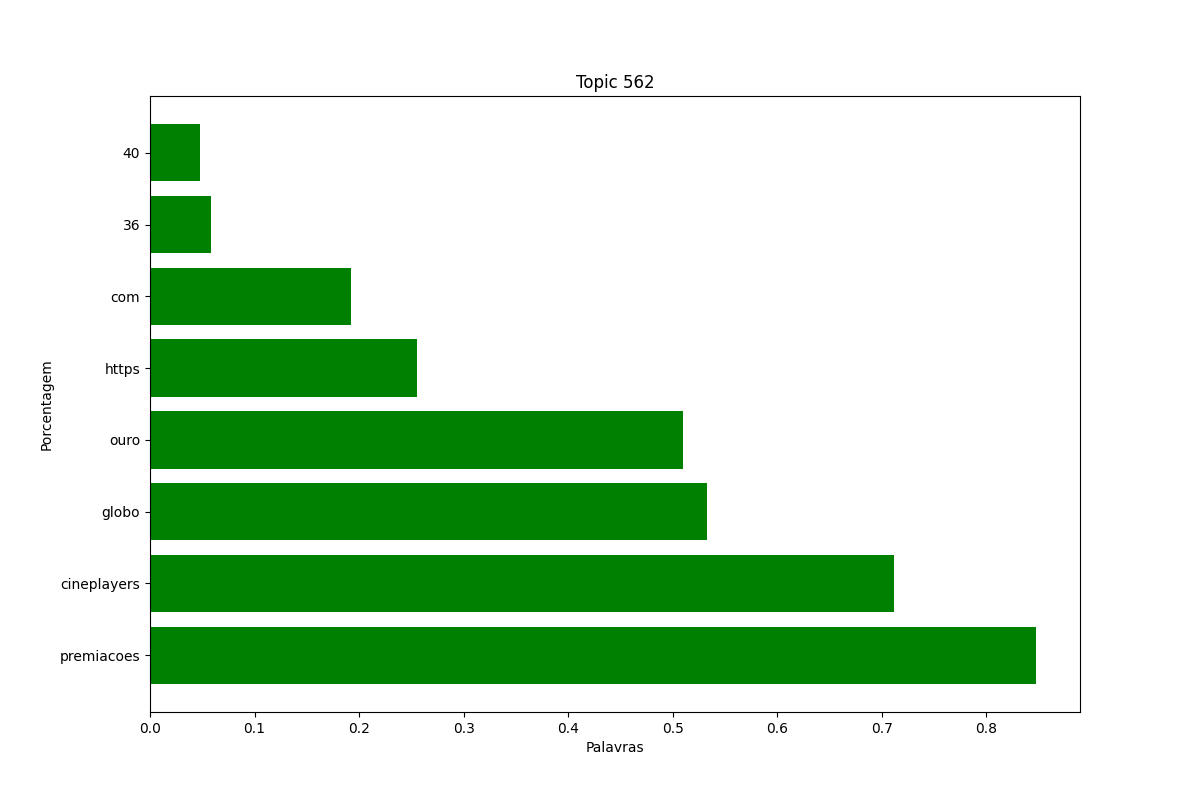 Topic 562
40
36
com
https
ouro
globo
cineplayers
premiacoes
Porcentagem
0.0 0.1 0.2 0.3 0.4 0.5 0.6 0.7 0.8
Palavras